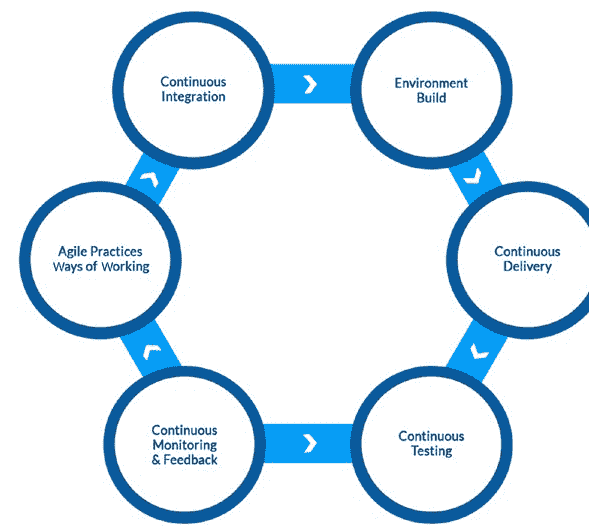 Continuous
Integration
Environment
Build
Agile Practices
Ways of Working
Continuous
Delivery
Continuous
Monitoring
& Feedback
Continuous
Testing